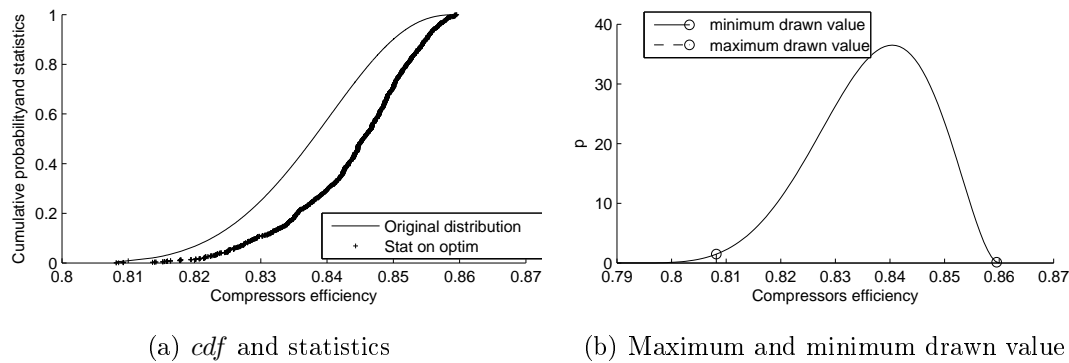 1
0.8
0.6
0.4
0.2
0
Cumulative probabilityand statistics
0.8 0.81 0.82 0.83 0.84 0.85 0.86 0.87
Compressors efficiency
Original distribution
Stat on optim
(a) cdf and statistics
40
30
20
10
0
p
0.79 0.8 0.81 0.82 0.83 0.84 0.85 0.86 0.87
Compressors efficiency
minimum drawn value
maximum drawn value
(b) Maximum and minimum drawn value